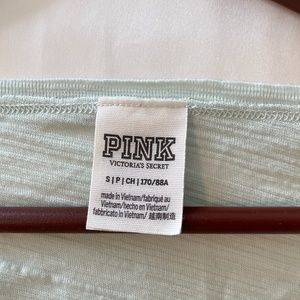 PINK
VICTORIA'S SECRET
S | P | CH | 170/88A
made in Vietnam/fabriqué au
Vietnam/hecho en Vietnam/
fabbricato in Vietnam/ 越南制造